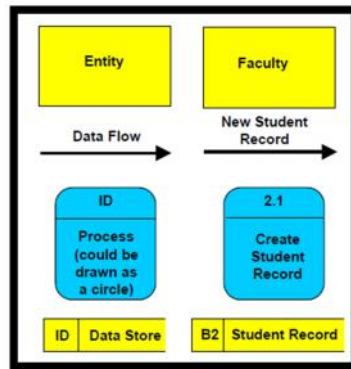 Entity
Faculty
Data Flow
New Student
Record
ID
Process
(could be
drawn as
a circle)
2.1
Create
Student
Record
ID Data Store
B2 Student Record